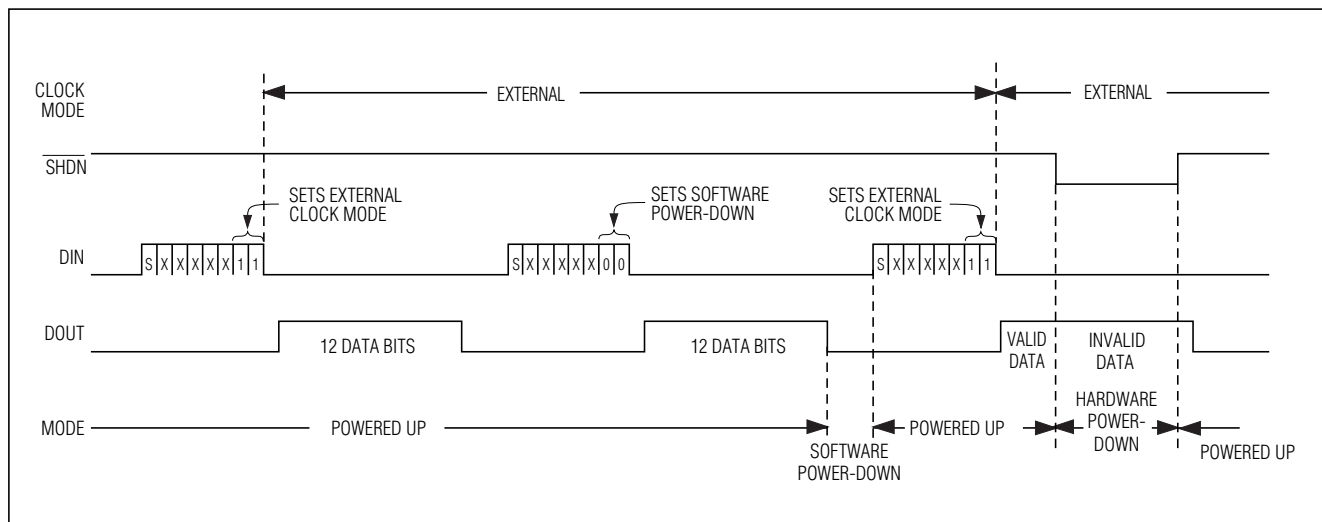 CLOCK
MODE
EXTERNAL
EXTERNAL
SHDN
SETS EXTERNAL
CLOCK MODE
SETS SOFTWARE
POWER-DOWN
SETS EXTERNAL
CLOCK MODE
DIN
S X X X X X 1 1
S X X X X X 0 0
S X X X X X 1 1
DOUT
12 DATA BITS
12 DATA BITS
VALID
DATA
INVALID
DATA
MODE
POWERED UP
SOFTWARE
POWER-DOWN
POWERED UP
HARDWARE
POWER-
DOWN
POWERED UP